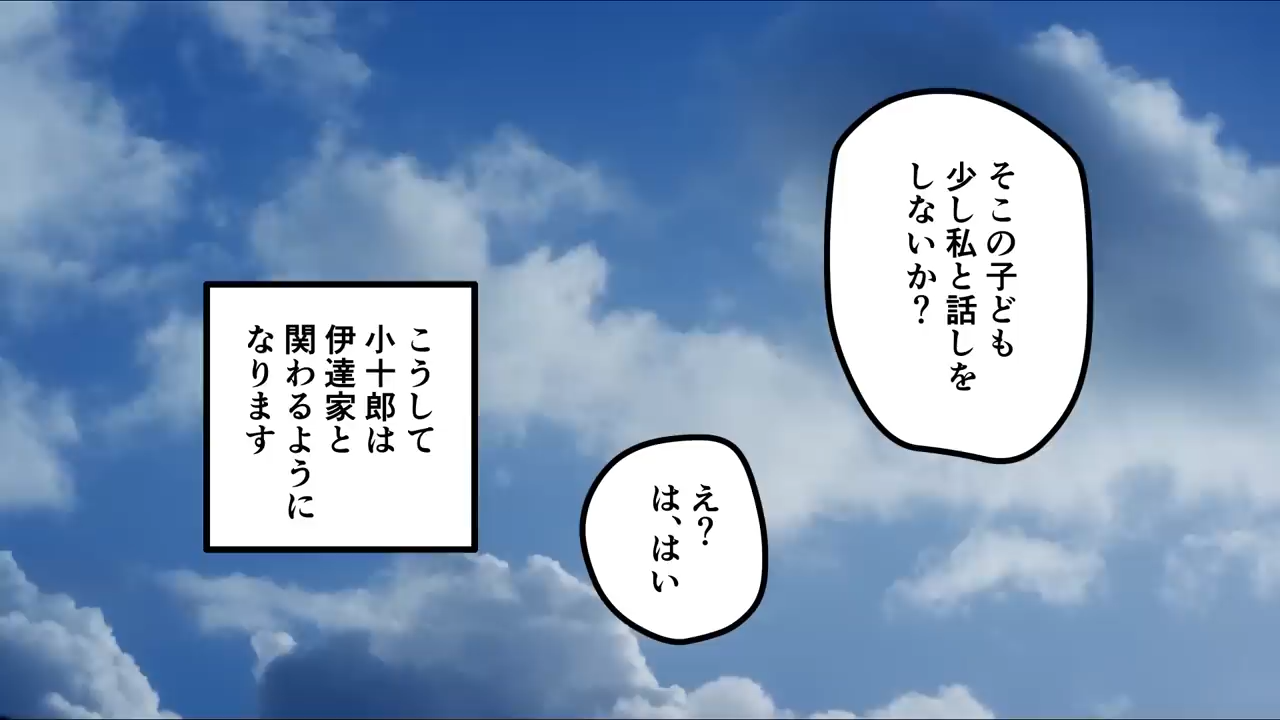 そこの子ども
少し私と話しを
しないか？
え？
は、はい
こうして
小十郎は
伊達家と
関わるように
なります